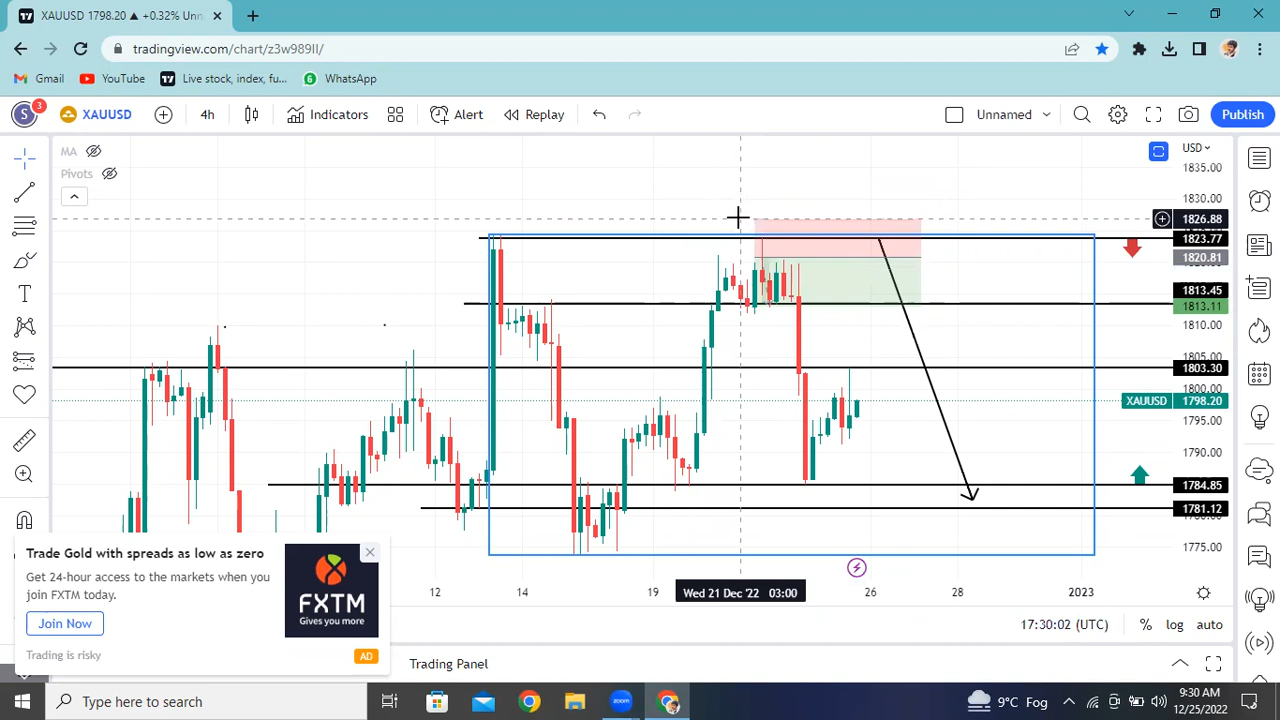 XAUUSD 1798.20 ▲ +0.32% Unn
tradingview.com/chart/z3w989II/
Gmail
YouTube
Live stock, index, fu...
6
WhatsApp
S
3
XAUUSD
4h
Indicators
Alert
Replay
Unnamed
Publish
MA
Pivots
USD
1835.00
1830.00
1826.88
1823.77
1820.81
1813.45
1813.11
1810.00
1805.00
1803.30
1800.00
XAUUSD 1798.20
1795.00
1790.00
1784.85
1781.12
1775.00
Trade Gold with spreads as low as zero
Get 24-hour access to the markets when you
join FXTM today.
Join Now
Trading is risky
AD
FXTM
Gives you more
12
19
Wed 21 Dec '22 03:00
26
28
2023
17:30:02 (UTC)
%
log
auto
Trading Panel
Type here to search
zoom
9°C Fog
9:30 AM
12/25/2022